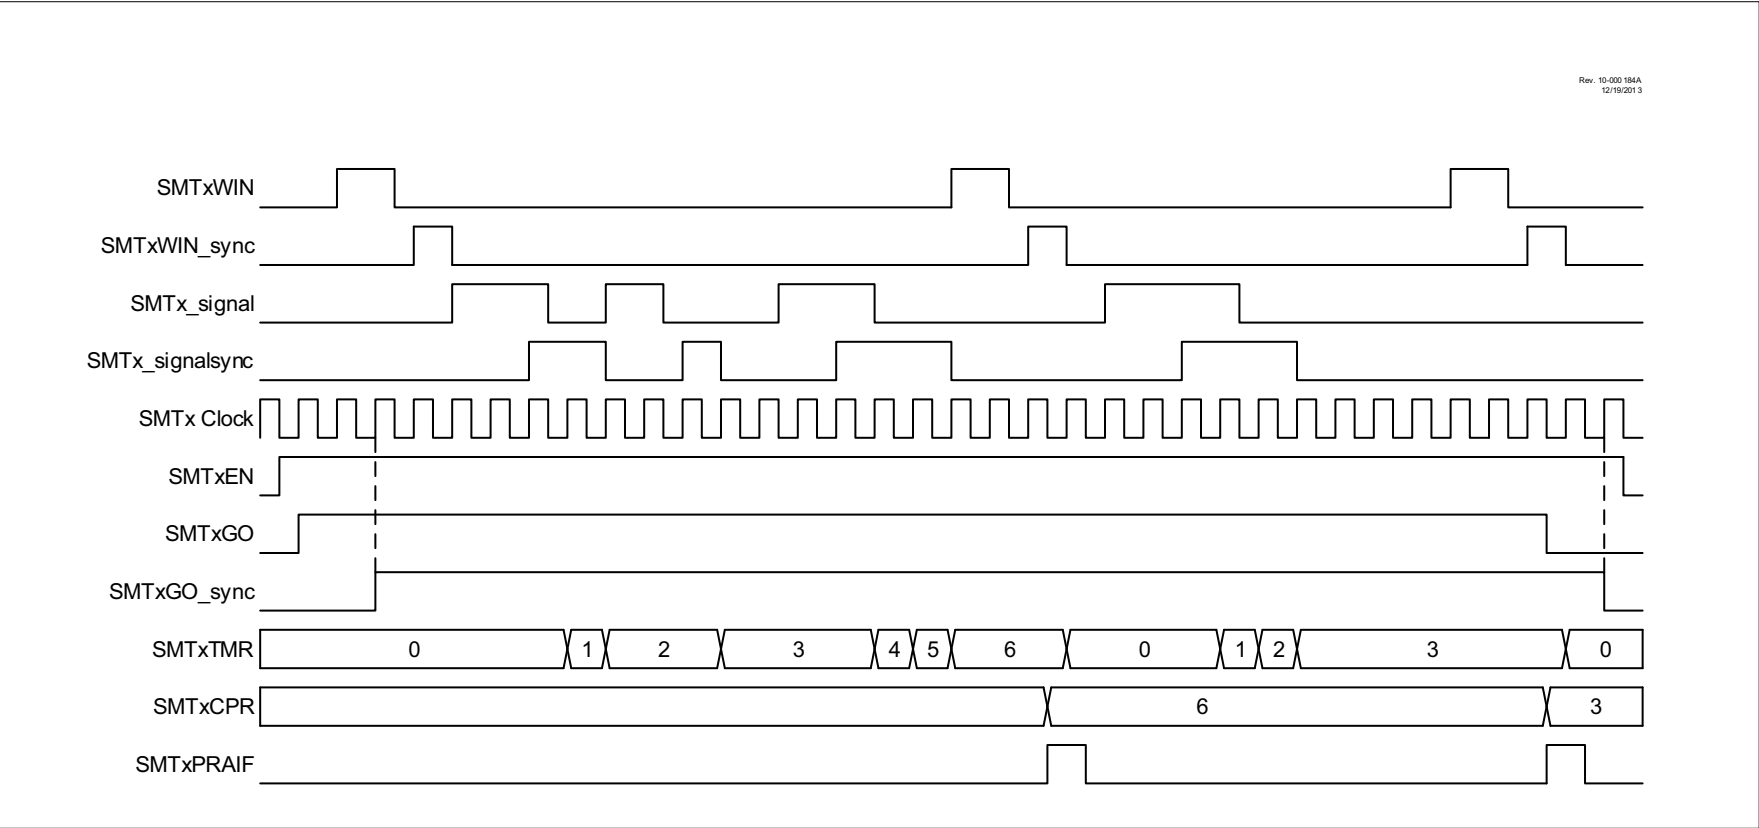 Rev. 10-000 184A
12/19/201 3
SMTxWIN
SMTxWIN_sync
SMTx_signal
SMTx_signalsync
SMTx Clock
SMTxEN
SMTxGO
SMTxGO_sync
SMTxTMR 0 1 2 3 4 5 6 0 1 2 3 0
SMTxCPR 6 3
SMTxPRAIF